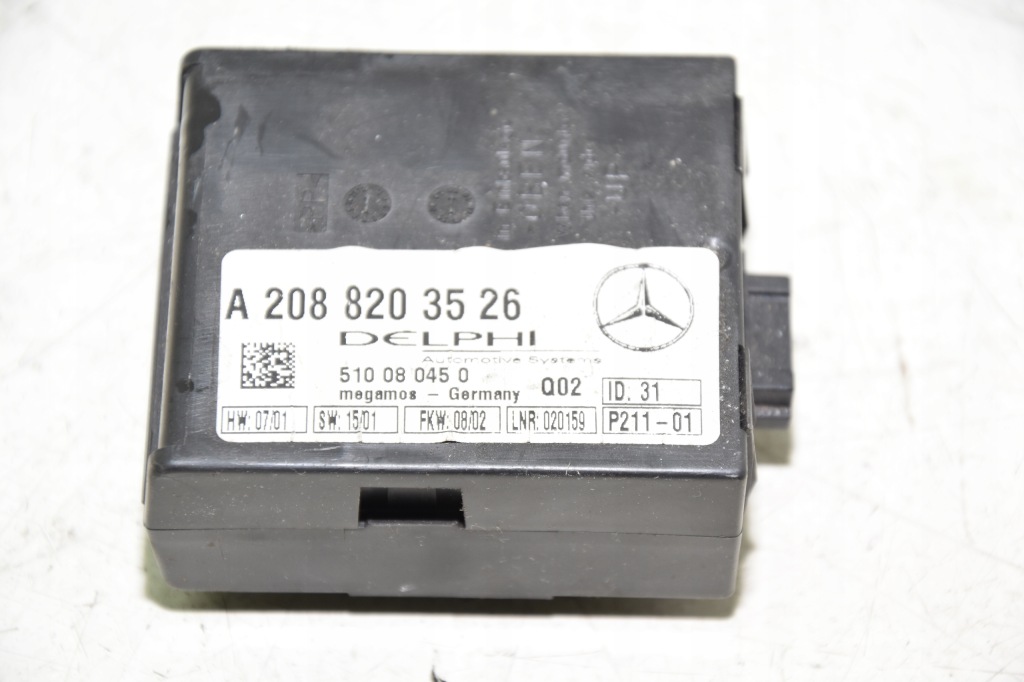 A 208 820 35 26
DELPHI
Automotive Systems
510 08 045 0
megamos - Germany Q02 ID. 31
HW: 07/01 SW: 15/01 FKW: 08/02 LNR: 020159 P211-01